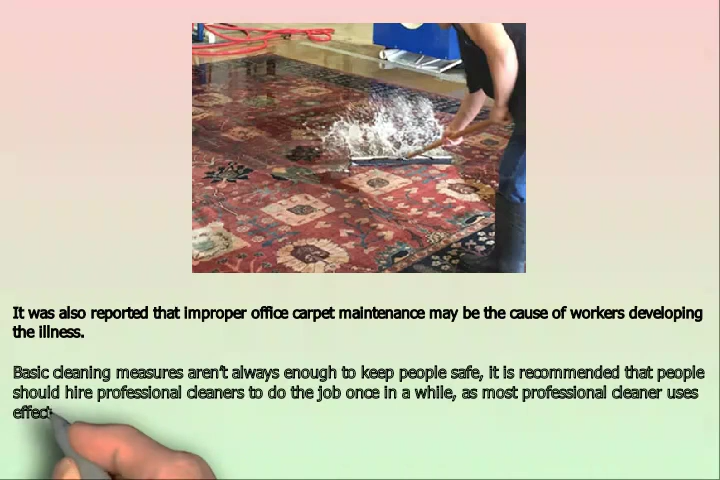 It was also reported that improper office carpet maintenance may be the cause of workers developing
the illness.
Basic cleaning measures aren't always enough to keep people safe, it is recommended that people
should hire professional cleaners to do the job once in a while, as most professional cleaner uses
effect